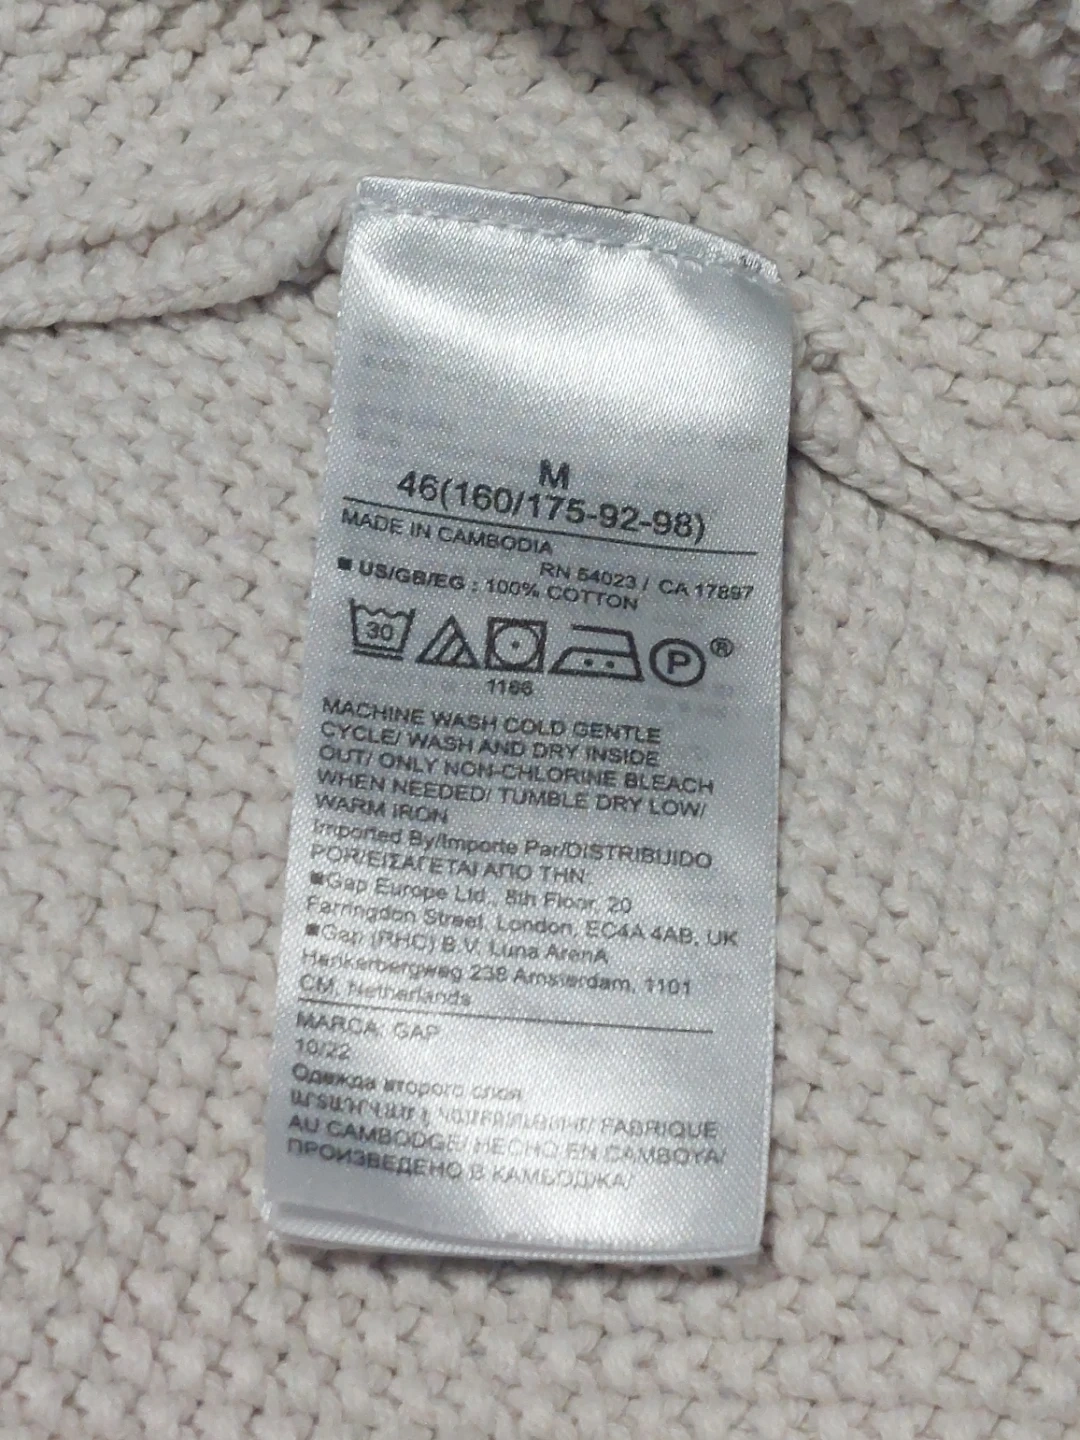 M
46(160/175-92-98)
MADE IN CAMBODIA
RN 54023 / CA 17897
■ US/GB/EG : 100% COTTON
30
P®
1166
MACHINE WASH COLD GENTLE
CYCLE/ WASH AND DRY INSIDE
OUT/ ONLY NON-CHLORINE BLEACH
WHEN NEEDED/ TUMBLE DRY LOW/
WARM IRON
Imported By/Importe Par/DISTRIBUIDO
POR/ΕΙΣΑΓΕΤΑΙ ΑΠΟ ΤΗΝ:
■Gap Europe Ltd., 8th Floor, 20
Farringdon Street, London, EC4A 4AB, UK
■Gap (RHC) B.V. Luna ArenA
Herikerbergweg 238 Amsterdam, 1101
CM, Netherlands
MARCA: GAP
10/22
Одежда второго слоя
FABRIQUE
AU CAMBODGE/ HECHO EN CAMBOYA/
ПРОИЗВЕДЕНО В КАМБОДЖА/